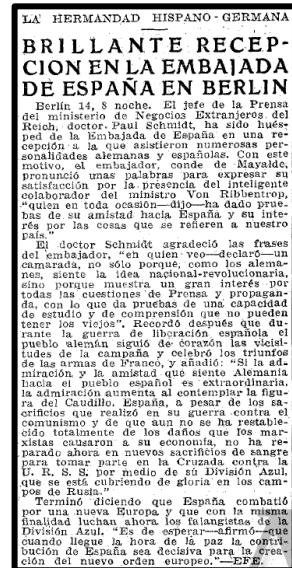 LA HERMANDAD HISPANO - GERMANA
BRILLANTE RECEP-
CION EN LA EMBAJADA
DE ESPAÑA EN BERLIN
Berlín 14, 8 noche. El jefe de la Prensa
del ministerio de Negocios Extranjeros del
Reich, doctor Paul Schmidt, ha sido hués-
ped de la Embajada de España en una re-
cepción a la que asistieron numerosas per-
sonalidades alemanas y españolas. Con este
motivo, el embajador, conde de Mayalde,
pronunció unas palabras para expresar su
satisfacción por la presencia del inteligente
colaborador del ministro Von Ribbentrop,
"quien en toda ocasión—dijo—ha dado prue-
bas de su amistad hacia España y su inte-
rés por las cosas que se refieren a nuestro
país."
El doctor Schmidt agradeció las frases
del embajador, "en quien veo—declaró—un
camarada, no sólo porque, como los alema-
nes, siente la idea nacional-revolucionaria,
sino porque muestra un gran interés por
todas las cuestiones de Prensa y propagan-
da, con lo que da pruebas de una capacidad
de estudio y de comprensión que no pueden
tener los viejos". Recordó después que du-
rante la guerra de libración española el
pueblo alemán siguió de corazón las vicisi-
tudes de la campaña y celebró los triunfos
de las armas de Franco, y añadió: "Si la ad-
miración y la amistad que siente Alemania
hacia el pueblo español es extraordinaria,
la admiración aumenta al contemplar la figu-
ra del Caudillo. España, a pesar de los sa-
crificios que realizó en su guerra contra el
comunismo y de que aun no se ha restable-
cido totalmente de los daños que los mar-
xistas causaron a su economía, no ha re-
parado ahora en nuevos sacrificios de sangre
para tomar parte en la Cruzada contra la
U. R. S. S. por medio de su División Azul,
que se está cubriendo de gloria en los cam-
pos de Rusia."
Terminó diciendo que España combatió
por una nueva Europa y que con la misma
finalidad luchan ahora los falangistas de la
División Azul. "Es de esperar—afirmó—que
cuando llegue la hora de la paz la contri-
bución de España sea decisiva para la crea-
ción del nuevo orden europeo."—EFE.